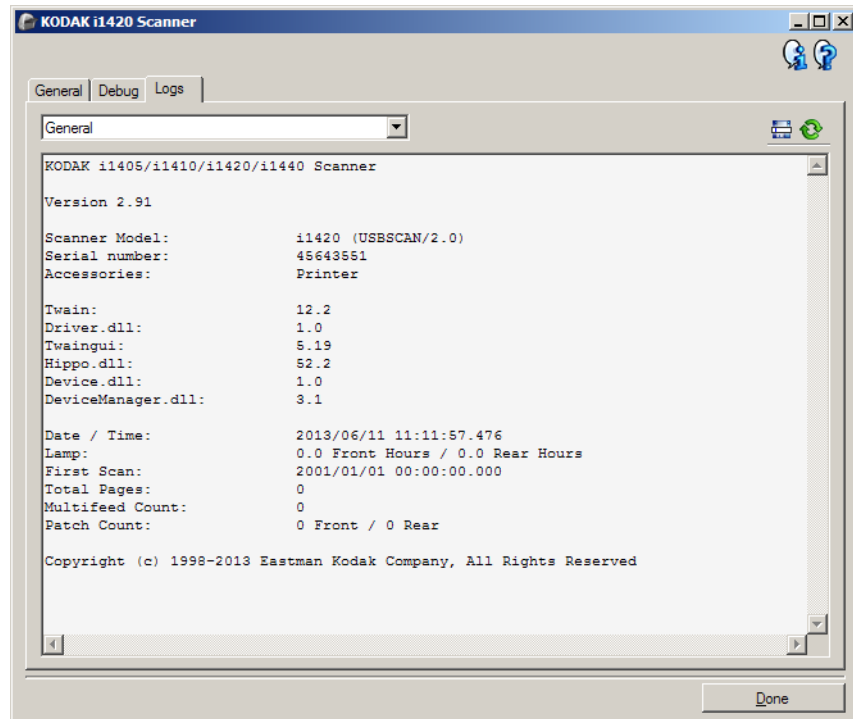 KODAK i1420 Scanner
General Debug Logs
General
KODAK i1405/i1410/i1420/i1440 Scanner
Version 2.91
Scanner Model: i1420 (USBSCAN/2.0)
Serial number: 45643551
Accessories: Printer
Twain: 12.2
Driver.dll: 1.0
Twaingui: 5.19
Hippo.dll: 52.2
Device.dll: 1.0
DeviceManager.dll: 3.1
Date / Time: 2013/06/11 11:11:57.476
Lamp: 0.0 Front Hours / 0.0 Rear Hours
First Scan: 2001/01/01 00:00:00.000
Total Pages: 0
Multifeed Count: 0
Patch Count: 0 Front / 0 Rear
Copyright (c) 1998-2013 Eastman Kodak Company, All Rights Reserved
Done